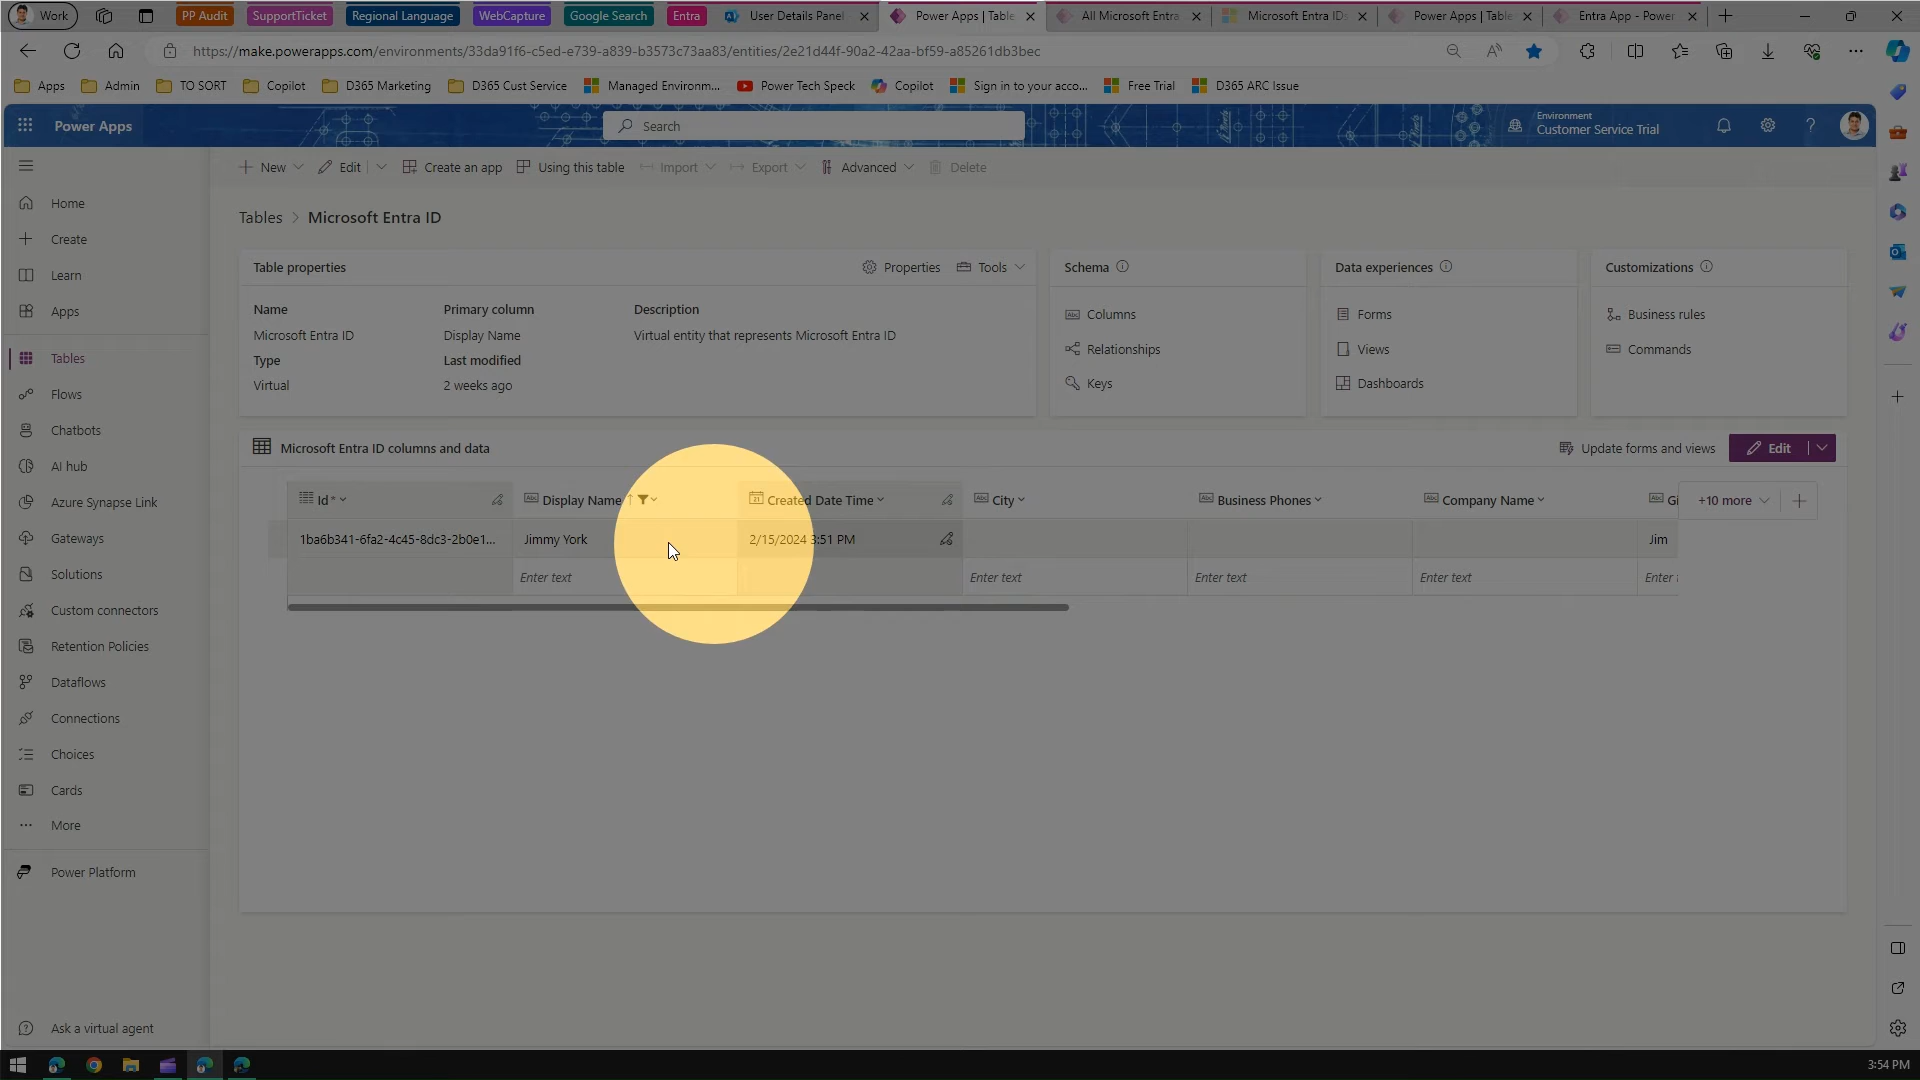 Work
PP Audit
SupportTicket
Regional Language
WebCapture
Google Search
Entra
User Details Panel
Power Apps | Table
All Microsoft Entra
Microsoft Entra IDs
Power Apps | Table
Entra App - Power
https://make.powerapps.com/environments/33da91f6-c5ed-e739-a839-b3573c73aa83/entities/2e21d44f-90a2-42aa-bf59-a85261db3bec
Apps
Admin
TO SORT
Copilot
D365 Marketing
D365 Cust Service
Managed Environm...
Power Tech Speck
Copilot
Sign in to your acco...
Free Trial
D365 ARC Issue
Power Apps
Search
Environment
Customer Service Trial
New
Edit
Create an app
Using this table
Import
Export
Advanced
Delete
Home
Create
Learn
Apps
Tables
Flows
Chatbots
AI hub
Azure Synapse Link
Gateways
Solutions
Custom connectors
Retention Policies
Dataflows
Connections
Choices
Cards
More
Power Platform
Ask a virtual agent
Tables > Microsoft Entra ID
Table properties
Properties
Tools
Name
Microsoft Entra ID
Type
Virtual
Primary column
Display Name
Last modified
2 weeks ago
Description
Virtual entity that represents Microsoft Entra ID
Schema
Columns
Relationships
Keys
Data experiences
Forms
Views
Dashboards
Customizations
Business rules
Commands
Microsoft Entra ID columns and data
Update forms and views
Edit
Id *
Display Name
Created Date Time
City
Business Phones
Company Name
Gi
+10 more
1ba6b341-6fa2-4c45-8dc3-2b0e1...
Jimmy York
2/15/2024 3:51 PM
Jim
Enter text
Enter text
Enter text
Enter text
Enter
3:54 PM